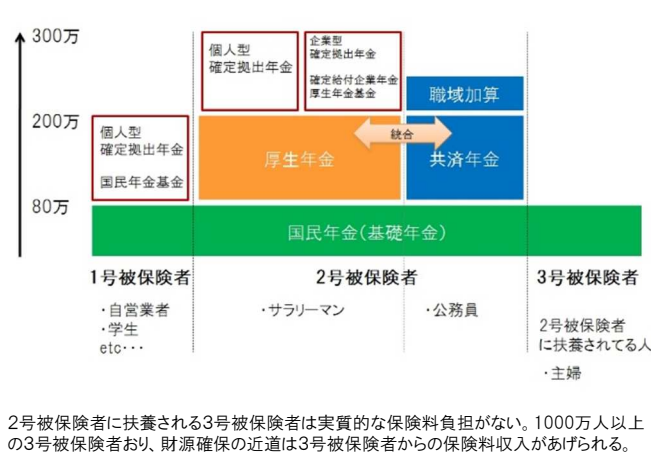 300万
個人型
確定拠出年金
企業型
確定拠出年金
確定給付企業年金
厚生年金基金
職域加算
200万
個人型
確定拠出年金
国民年金基金
厚生年金
統合
共済年金
80万
国民年金(基礎年金)
1号被保険者
2号被保険者
3号被保険者
・自営業者
・学生
etc・・・
・サラリーマン
・公務員
2号被保険者
に扶養されてる人
・主婦
2号被保険者に扶養される3号被保険者は実質的な保険料負担がない。1000万人以上
の3号被保険者おり、財源確保の近道は3号被保険者からの保険料収入があげられる。